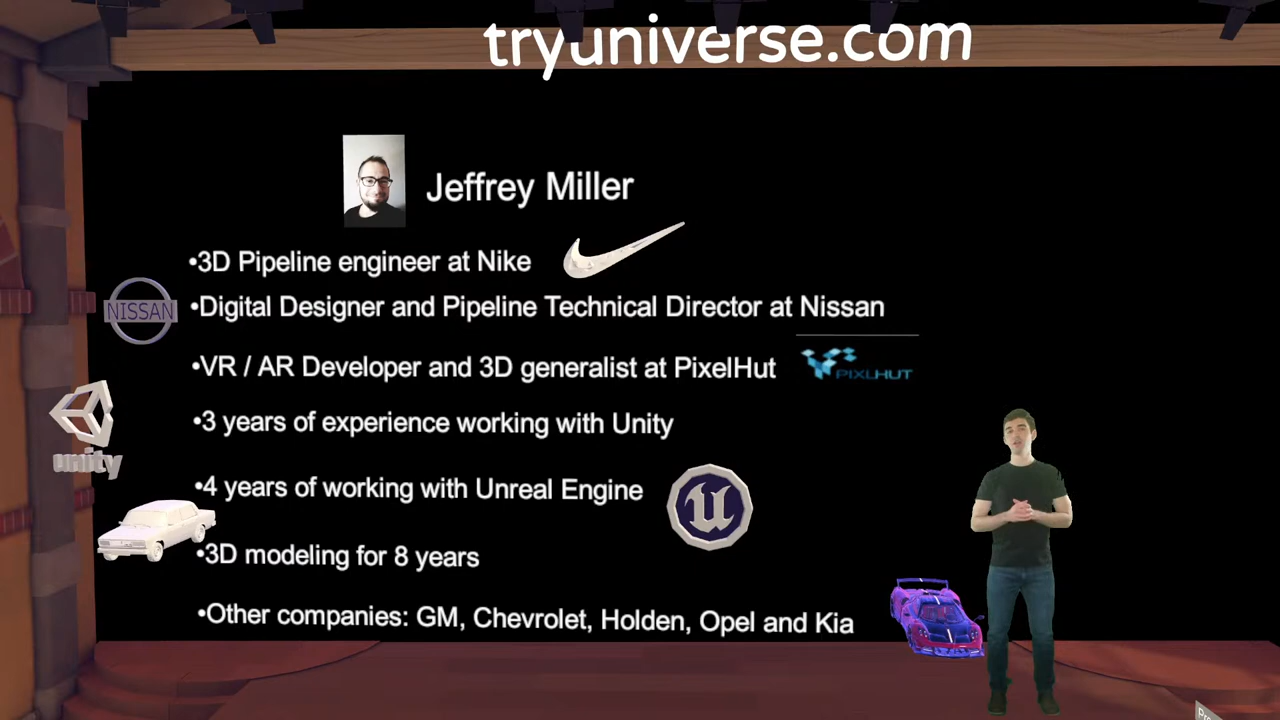 tryuniverse.com
Jeffrey Miller
•3D Pipeline engineer at Nike
NISSAN
•Digital Designer and Pipeline Technical Director at Nissan
•VR / AR Developer and 3D generalist at PixelHut
PIXLHUT
•3 years of experience working with Unity
unity
•4 years of working with Unreal Engine
•3D modeling for 8 years
•Other companies: GM, Chevrolet, Holden, Opel and Kia